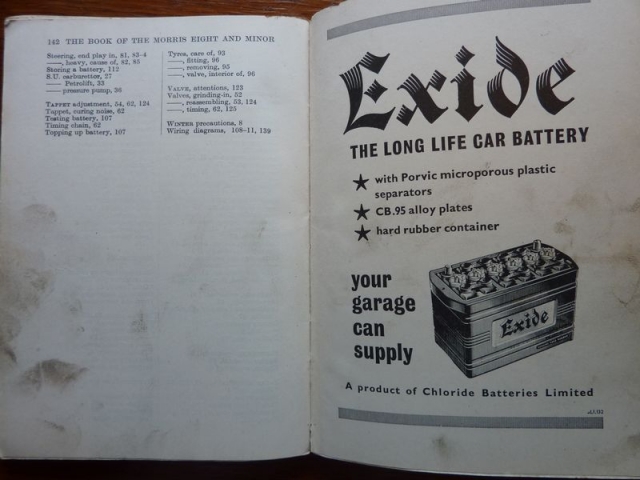 142 THE BOOK OF THE MORRIS EIGHT AND MINOR
Steering, end play in, 81, 83–4
——, heavy, cause of, 82, 85
Storing a battery, 112
S.U. carburettor, 27
—— Petrolift, 33
—— pressure pump, 36
TAPPET adjustment, 54, 62, 124
Tappet, curing noise, 62
Testing battery, 107
Timing chain, 62
Topping up battery, 107
Tyres, care of, 93
——, fitting, 96
——, removing, 95
——, valve, interior of, 96
VALVE, attentions, 123
Valves, grinding-in, 52
——, reassembling, 53, 124
——, timing, 62, 125
WINTER precautions, 8
Wiring diagrams, 108–11, 139
Exide
THE LONG LIFE CAR BATTERY
★ with Porvic microporous plastic
separators
★ CB.95 alloy plates
★ hard rubber container
your
garage
can
supply
Exide
A product of Chloride Batteries Limited